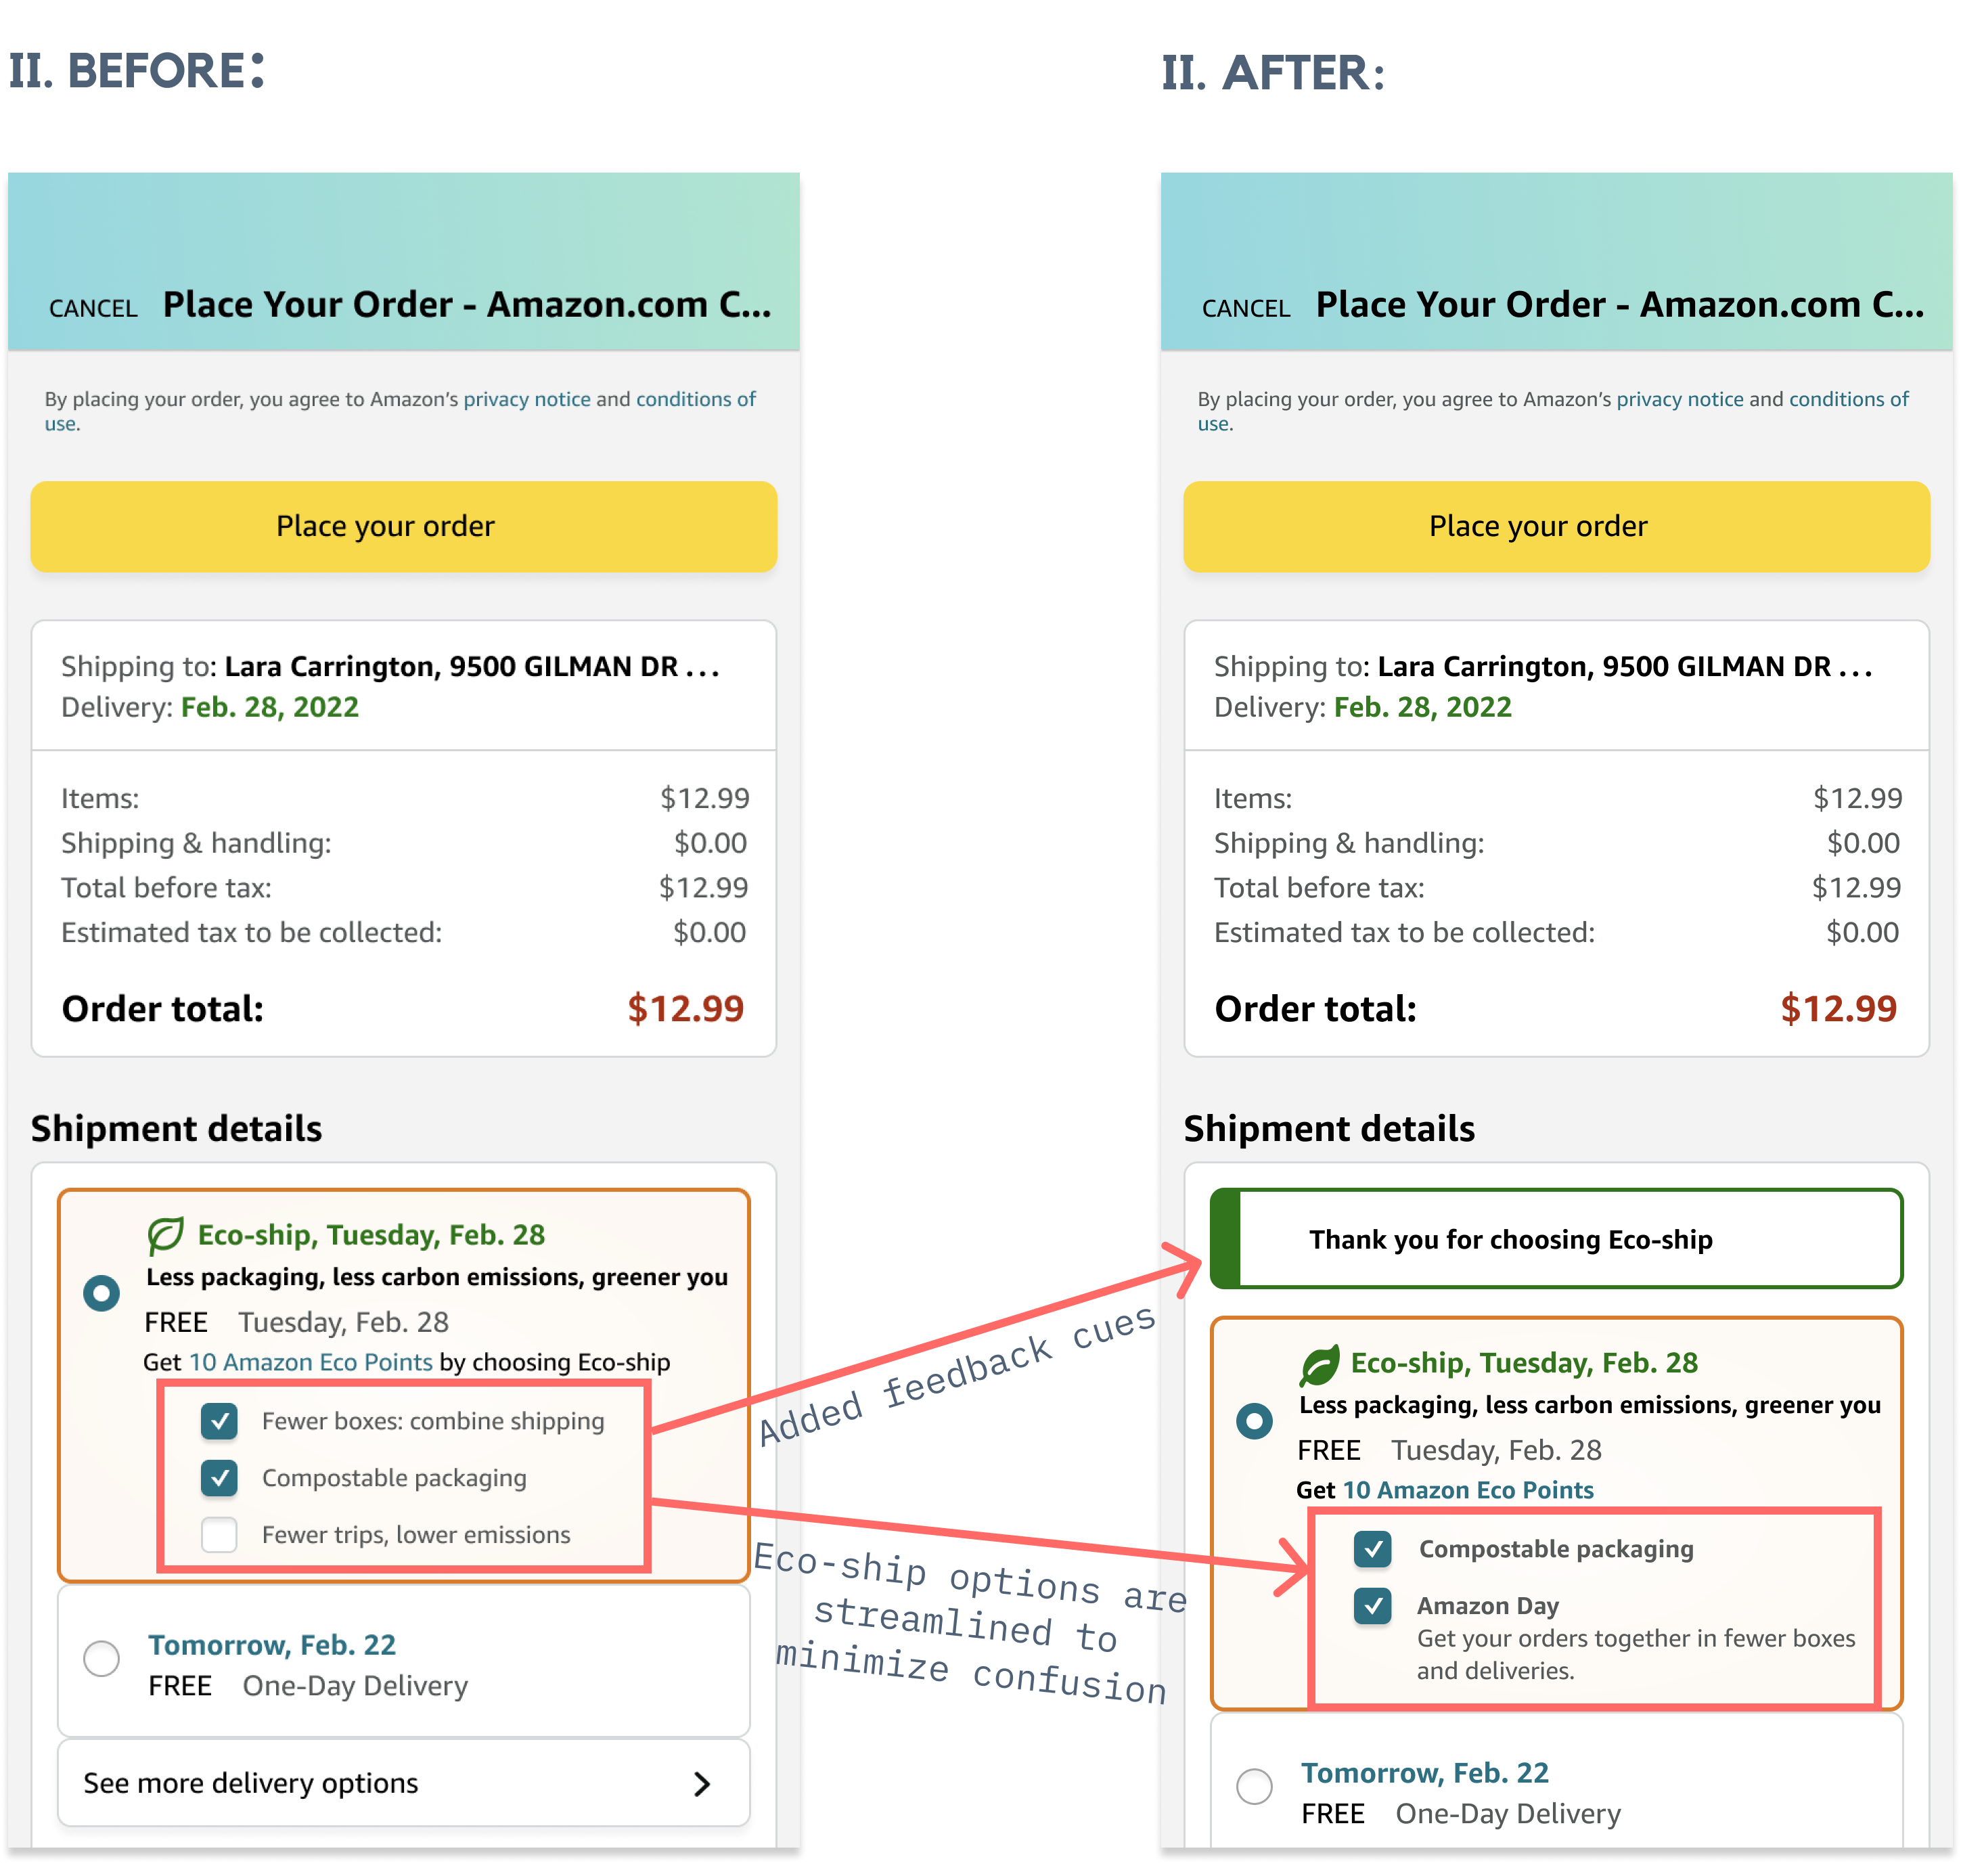 II. BEFORE:
CANCEL Place Your Order - Amazon.com C...
By placing your order, you agree to Amazon's privacy notice and conditions of
use.
Place your order
Shipping to: Lara Carrington, 9500 GILMAN DR ...
Delivery: Feb. 28, 2022
Items: $12.99
Shipping & handling: $0.00
Total before tax: $12.99
Estimated tax to be collected: $0.00
Order total: $12.99
Shipment details
Eco-ship, Tuesday, Feb. 28
Less packaging, less carbon emissions, greener you
FREE Tuesday, Feb. 28
Get 10 Amazon Eco Points by choosing Eco-ship
Fewer boxes: combine shipping
Compostable packaging
Fewer trips, lower emissions
Tomorrow, Feb. 22
FREE One-Day Delivery
See more delivery options
Added feedback cues
Eco-ship options are
streamlined to
minimize confusion
II. AFTER:
CANCEL Place Your Order - Amazon.com C...
By placing your order, you agree to Amazon's privacy notice and conditions of
use.
Place your order
Shipping to: Lara Carrington, 9500 GILMAN DR ...
Delivery: Feb. 28, 2022
Items: $12.99
Shipping & handling: $0.00
Total before tax: $12.99
Estimated tax to be collected: $0.00
Order total: $12.99
Shipment details
Thank you for choosing Eco-ship
Eco-ship, Tuesday, Feb. 28
Less packaging, less carbon emissions, greener you
FREE Tuesday, Feb. 28
Get 10 Amazon Eco Points
Compostable packaging
Amazon Day
Get your orders together in fewer boxes
and deliveries.
Tomorrow, Feb. 22
FREE One-Day Delivery